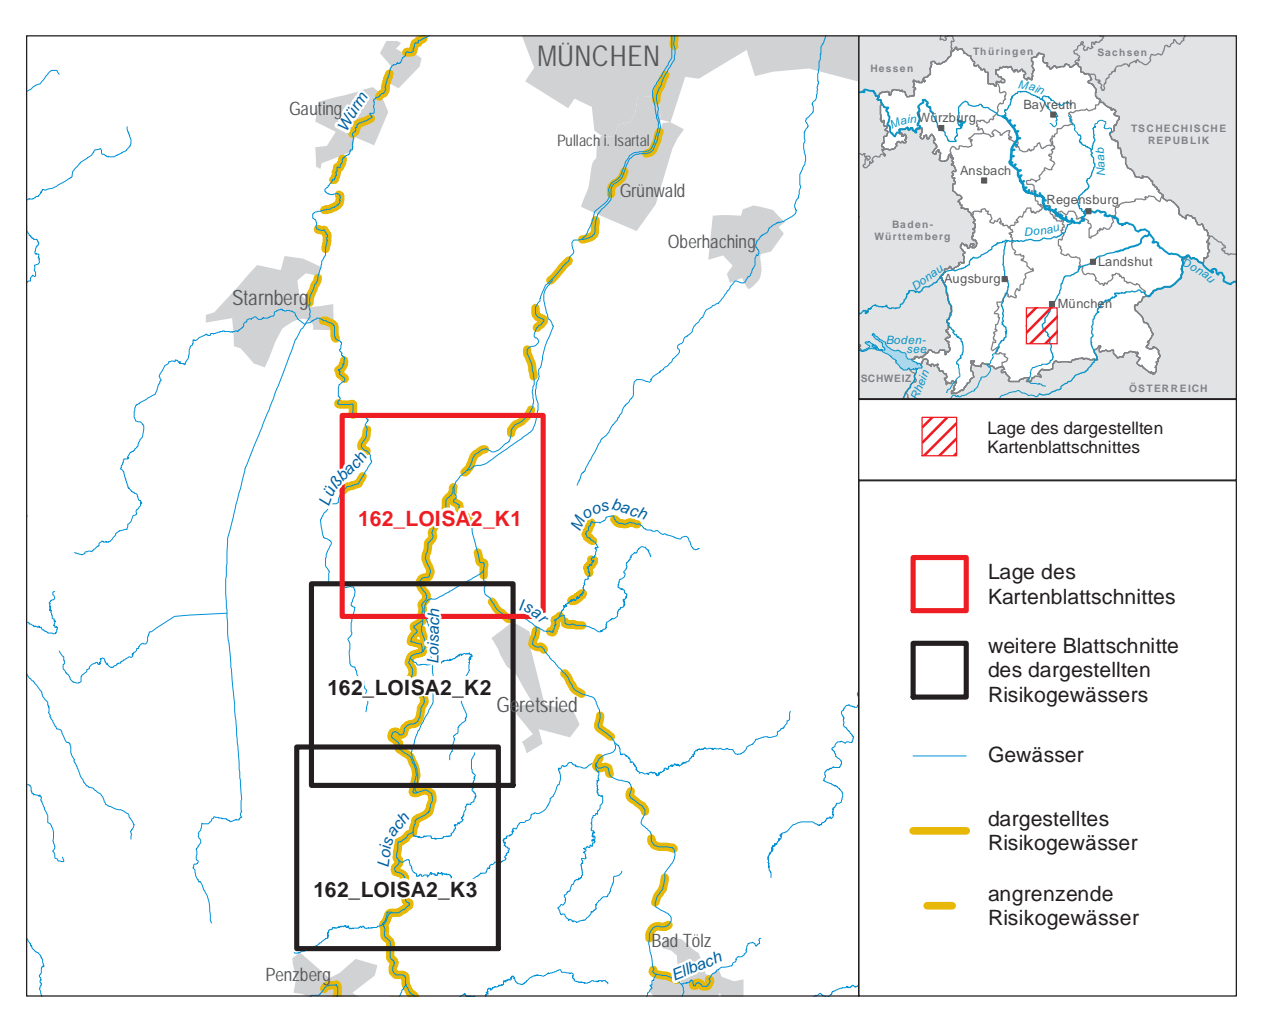 MÜNCHEN
Gauting
Würm
Pullach i. Isartal
Grünwald
Oberhaching
Starnberg
Lüßbach
162_LOISA2_K1
Moosbach
Isar
Loisach
162_LOISA2_K2
Geretsried
Loisach
162_LOISA2_K3
Bad Tölz
Ellbach
Penzberg
Thüringen
Sachsen
Hessen
Main
Bayreuth
Main
Würzburg
TSCHECHISCHE
REPUBLIK
Naab
Ansbach
Regensburg
Baden-
Württemberg
Donau
Landshut
Donau
Donau
Augsburg
München
Boden-
see
SCHWEIZ
Rhein
ÖSTERREICH
Lage des dargestellten
Kartenblattschnittes
Lage des
Kartenblattschnittes
weitere Blattschnitte
des dargestellten
Risikogewässers
Gewässer
dargestelltes
Risikogewässer
angrenzende
Risikogewässer